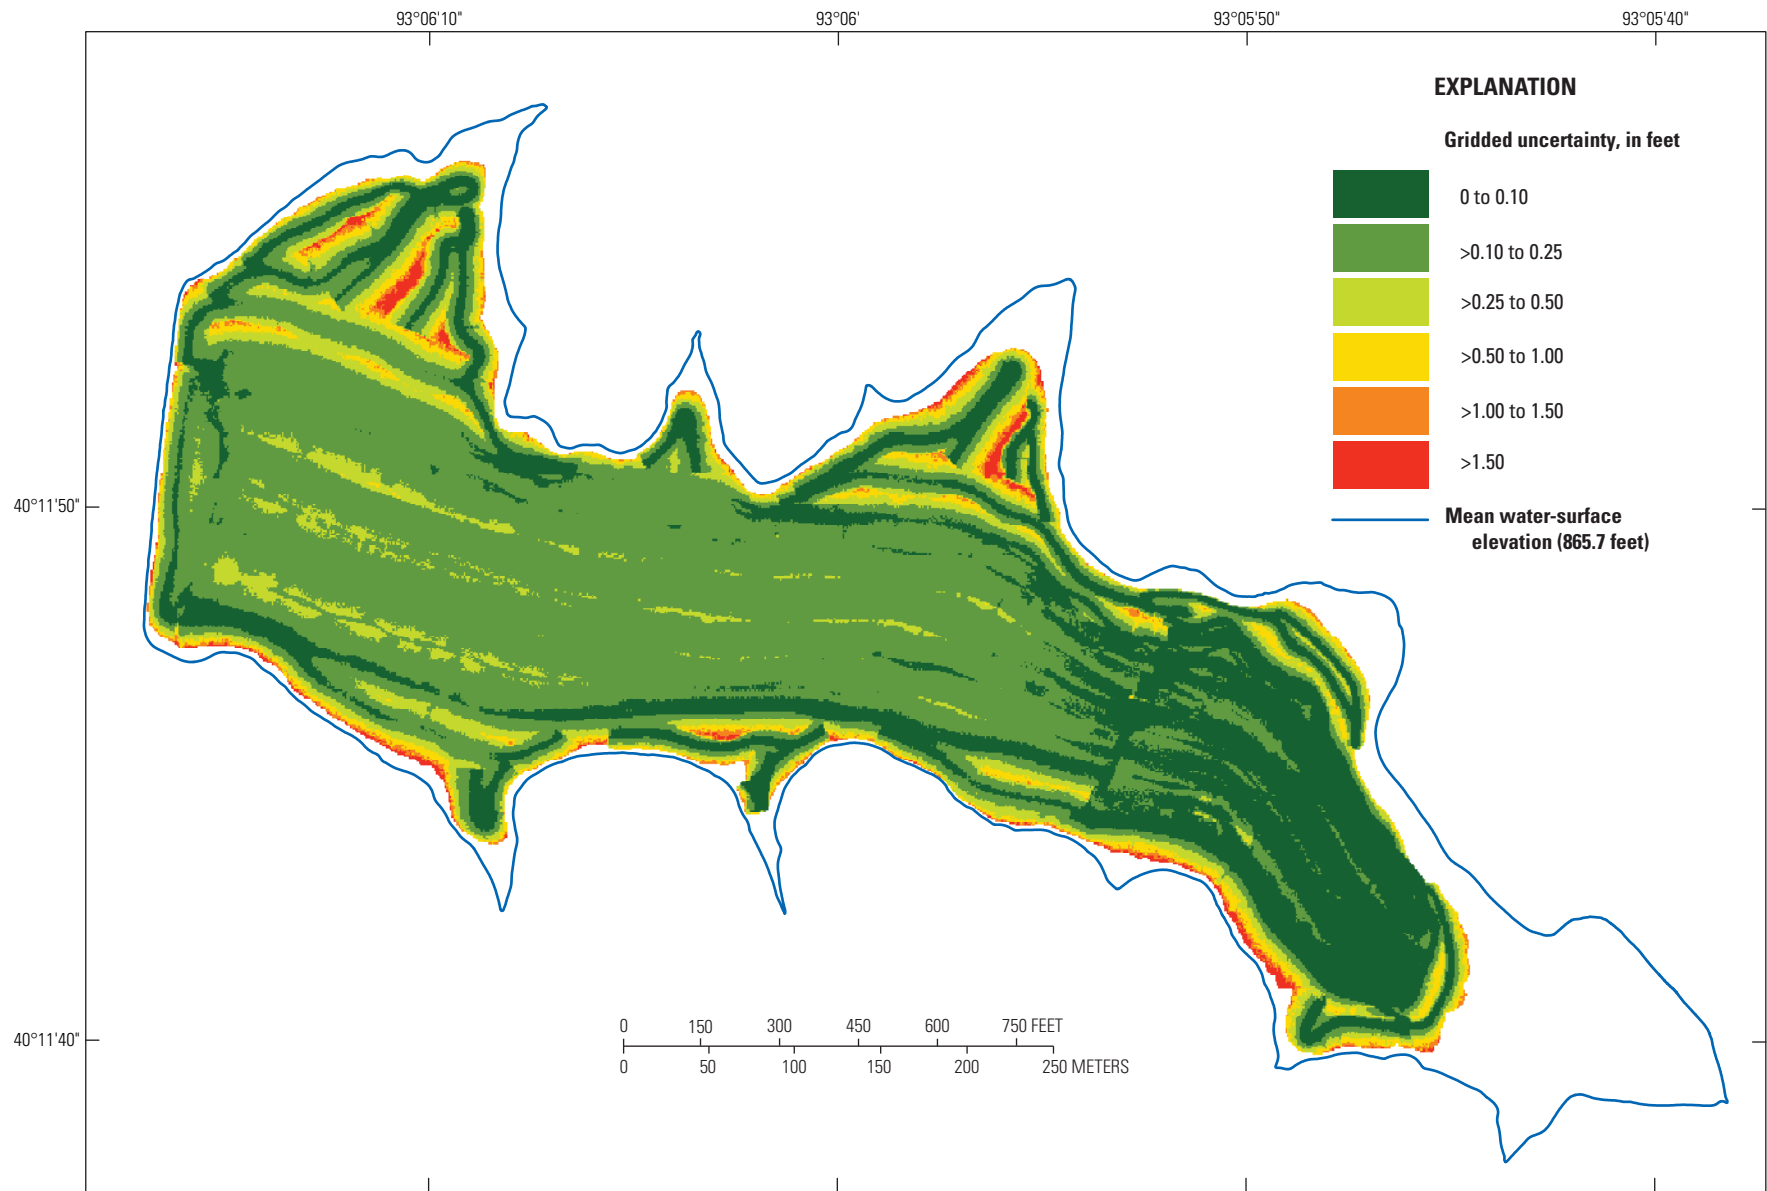 93°06'10"
93°06'
93°05'50"
93°05'40"
EXPLANATION
Gridded uncertainty, in feet
0 to 0.10
>0.10 to 0.25
>0.25 to 0.50
>0.50 to 1.00
>1.00 to 1.50
>1.50
Mean water-surface
elevation (865.7 feet)
40°11'50"
40°11'40"
0 150 300 450 600 750 FEET
0 50 100 150 200 250 METERS